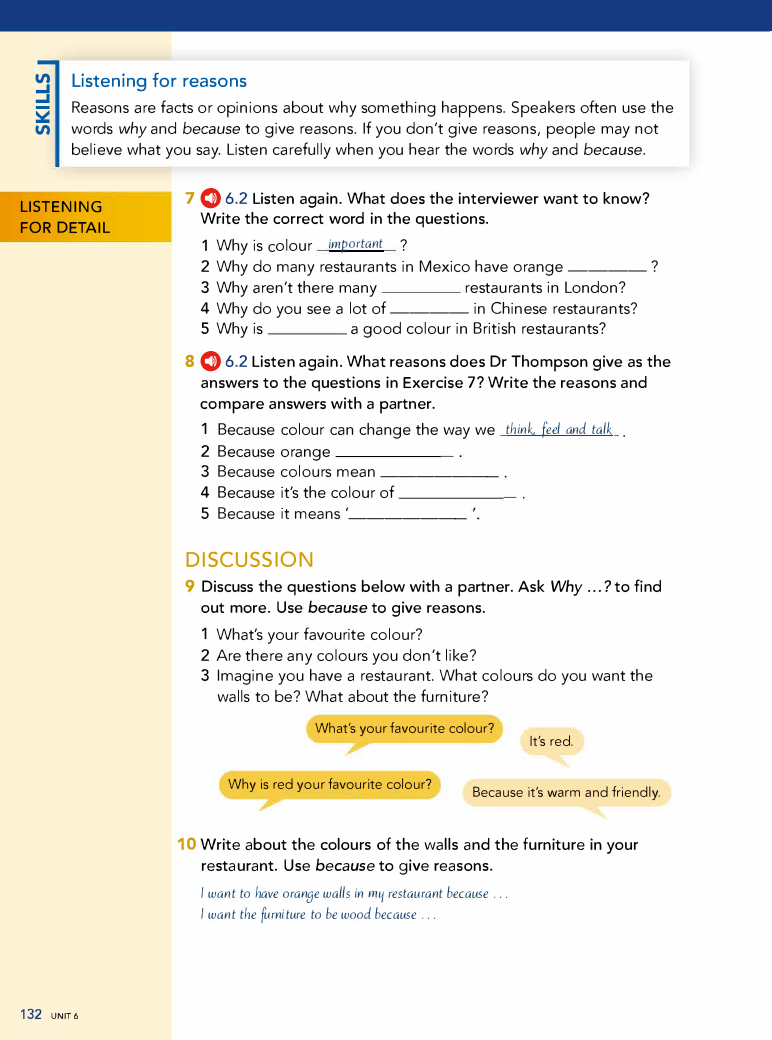 SKILLS
Listening for reasons
Reasons are facts or opinions about why something happens. Speakers often use the
words why and because to give reasons. If you don't give reasons, people may not
believe what you say. Listen carefully when you hear the words why and because.
LISTENING
FOR DETAIL
7 6.2 Listen again. What does the interviewer want to know?
Write the correct word in the questions.
1 Why is colour important ?
2 Why do many restaurants in Mexico have orange __________ ?
3 Why aren't there many __________ restaurants in London?
4 Why do you see a lot of __________ in Chinese restaurants?
5 Why is __________ a good colour in British restaurants?
8 6.2 Listen again. What reasons does Dr Thompson give as the
answers to the questions in Exercise 7? Write the reasons and
compare answers with a partner.
1 Because colour can change the way we think, feel and talk .
2 Because orange _______________ .
3 Because colours mean _______________ .
4 Because it's the colour of _______________ .
5 Because it means '_______________ '.
DISCUSSION
9 Discuss the questions below with a partner. Ask Why …? to find
out more. Use because to give reasons.
1 What's your favourite colour?
2 Are there any colours you don't like?
3 Imagine you have a restaurant. What colours do you want the
walls to be? What about the furniture?
What's your favourite colour?
It's red.
Why is red your favourite colour?
Because it's warm and friendly.
10 Write about the colours of the walls and the furniture in your
restaurant. Use because to give reasons.
I want to have orange walls in my restaurant because . . .
I want the furniture to be wood because . . .
132 UNIT 6